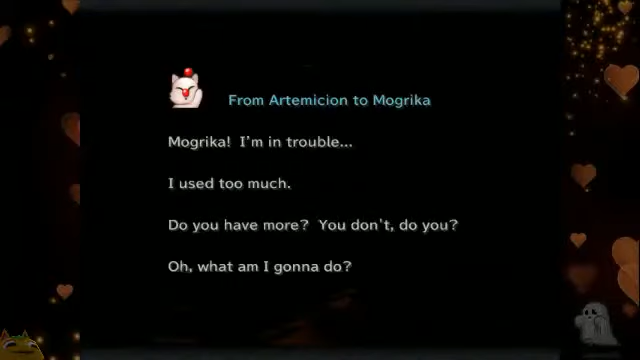 From Artemicion to Mogrika
Mogrika!  I'm in trouble...
I used too much.
Do you have more?  You don't, do you?
Oh, what am I gonna do?